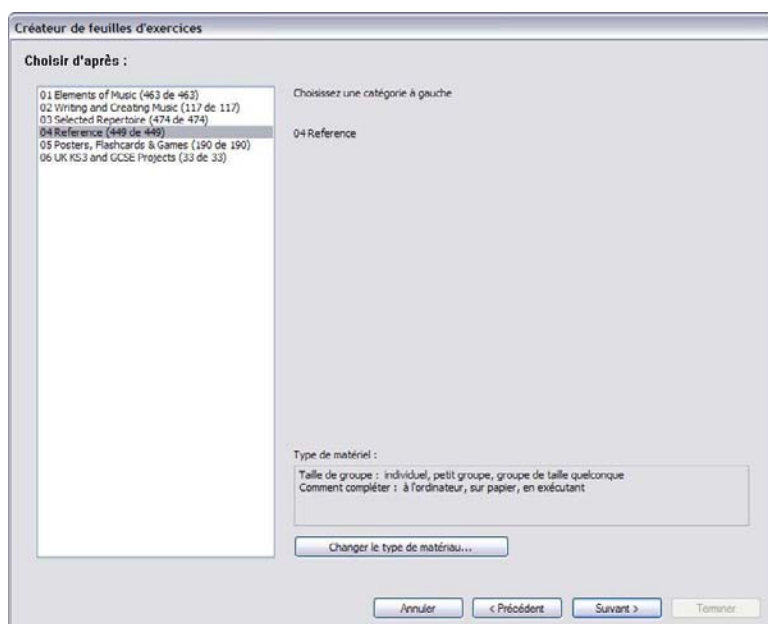 Créateur de feuilles d'exercices
Choisir d'après :
01 Elements of Music (463 de 463)
02 Writing and Creating Music (117 de 117)
03 Selected Repertoire (474 de 474)
04 Reference (449 de 449)
05 Posters, Flashcards & Games (190 de 190)
06 UK KS3 and GCSE Projects (33 de 33)
Choisissez une catégorie à gauche
04 Reference
Type de matériel :
Taille de groupe : individuel, petit groupe, groupe de taille quelconque
Comment compléter : à l'ordinateur, sur papier, en exécutant
Changer le type de matériau...
Annuler
< Précédent
Suivant >
Terminer